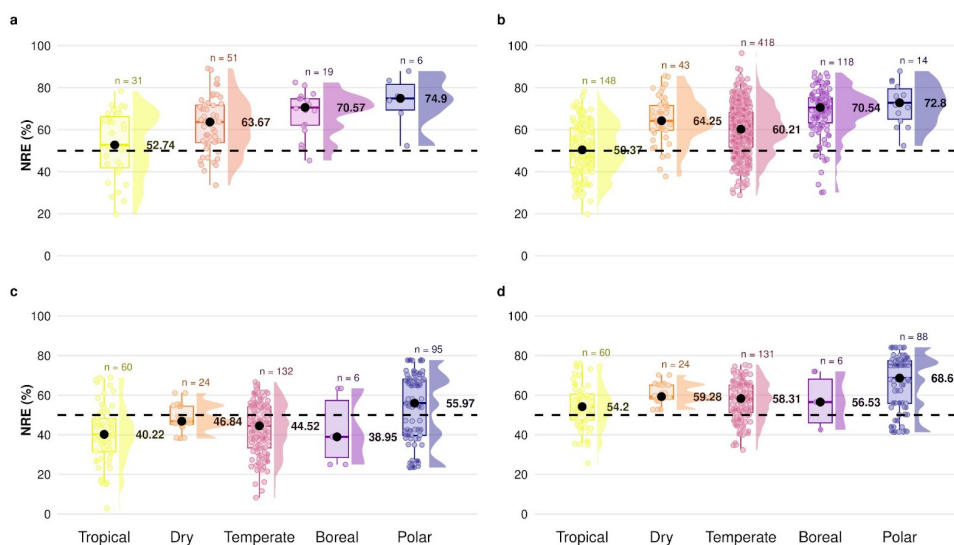 a
NRE (%)
100
80
60
40
20
0
n = 31
n = 51
n = 19
n = 6
52.74
63.67
70.57
74.9
b
100
80
60
40
20
0
n = 148
n = 43
n = 418
n = 118
n = 14
50.37
64.25
60.21
70.54
72.8
c
NRE (%)
100
80
60
40
20
0
n = 60
n = 24
n = 132
n = 6
n = 95
40.22
46.84
44.52
38.95
55.97
Tropical
Dry
Temperate
Boreal
Polar
d
100
80
60
40
20
0
n = 60
n = 24
n = 131
n = 6
n = 88
54.2
59.28
58.31
56.53
68.6
Tropical
Dry
Temperate
Boreal
Polar